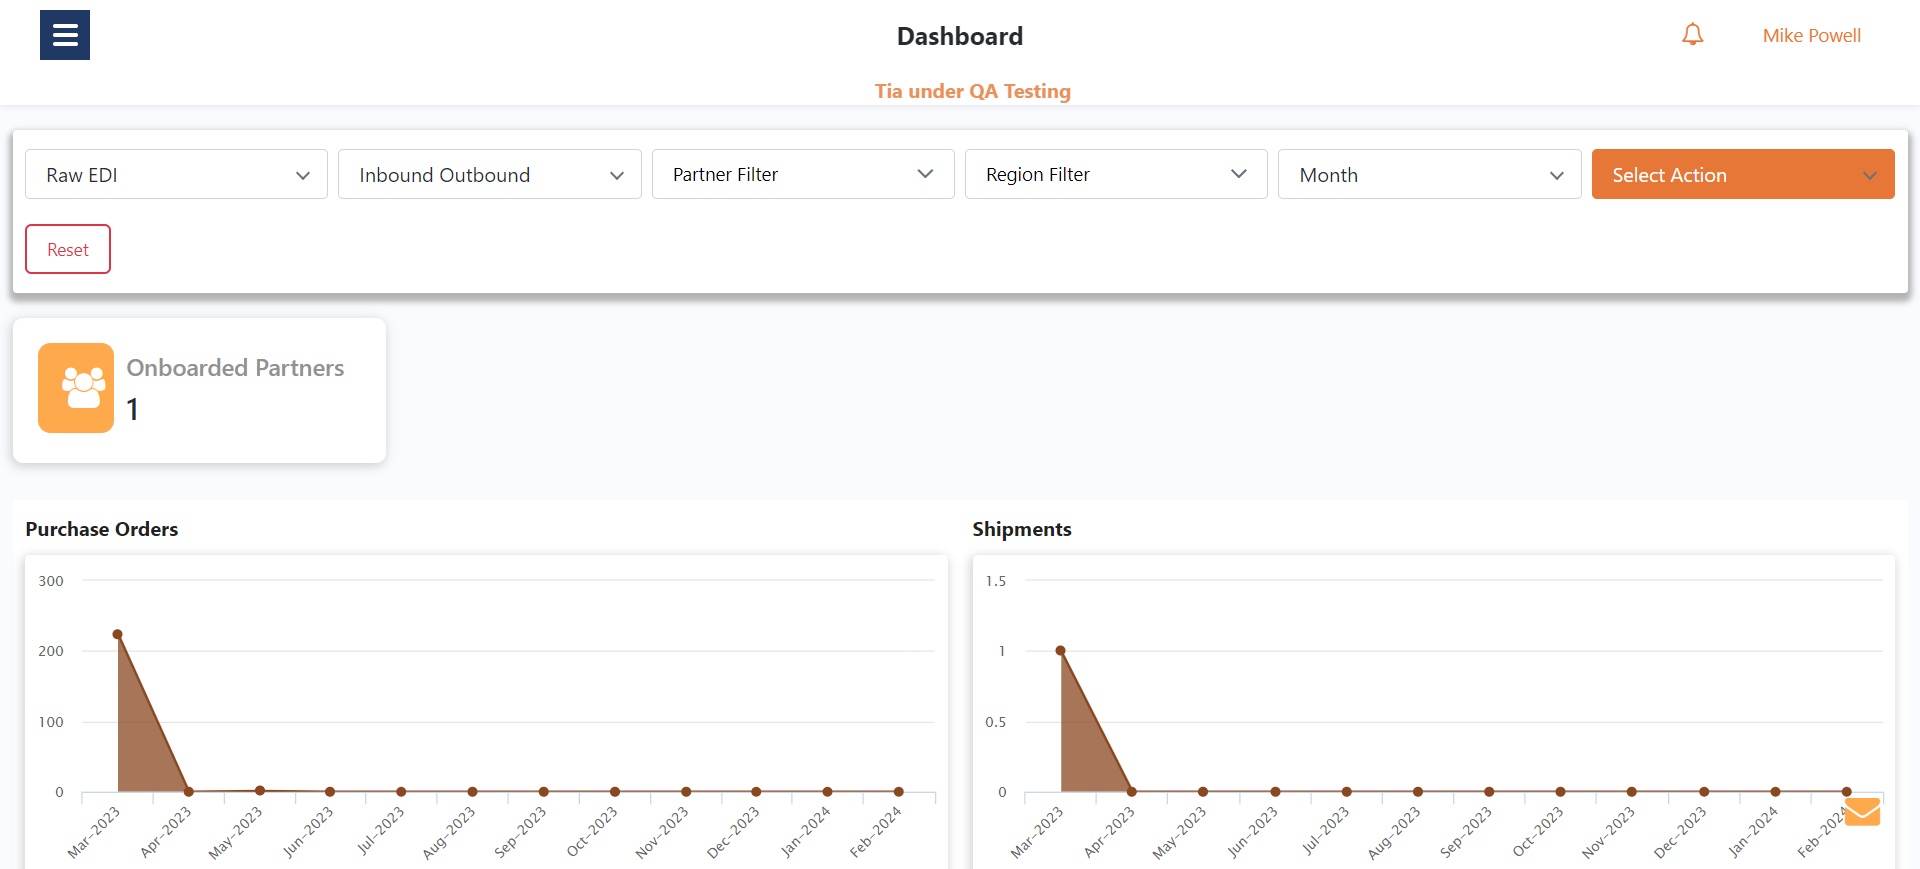 Dashboard
Mike Powell
Tia under QA Testing
Raw EDI
Inbound Outbound
Partner Filter
Region Filter
Month
Select Action
Reset
Onboarded Partners
1
Purchase Orders
300
200
100
0
Mar-2023
Apr-2023
May-2023
Jun-2023
Jul-2023
Aug-2023
Sep-2023
Oct-2023
Nov-2023
Dec-2023
Jan-2024
Feb-2024
Shipments
1.5
1
0.5
0
Mar-2023
Apr-2023
May-2023
Jun-2023
Jul-2023
Aug-2023
Sep-2023
Oct-2023
Nov-2023
Dec-2023
Jan-2024
Feb-2024